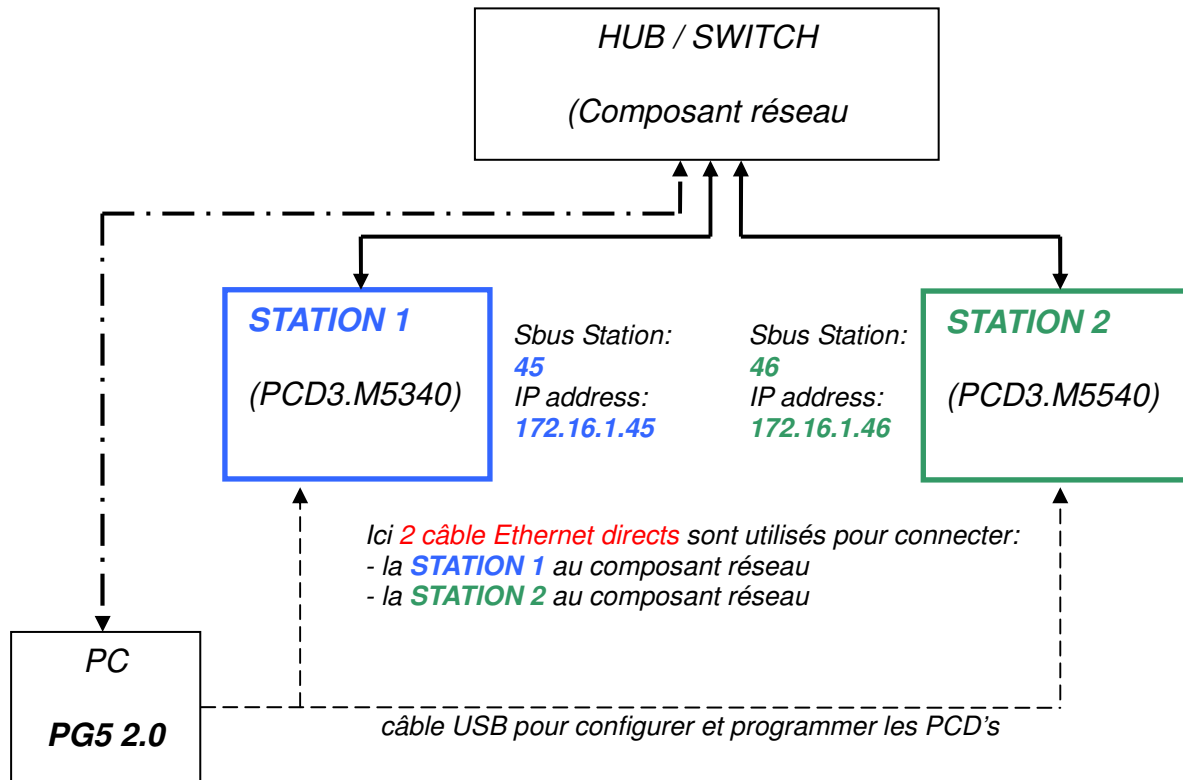 HUB / SWITCH
(Composant réseau
STATION 1
(PCD3.M5340)
Sbus Station:
45
IP address:
172.16.1.45
Sbus Station:
46
IP address:
172.16.1.46
STATION 2
(PCD3.M5540)
Ici 2 câble Ethernet directs sont utilisés pour connecter:
- la STATION 1 au composant réseau
- la STATION 2 au composant réseau
PC
PG5 2.0
câble USB pour configurer et programmer les PCD's